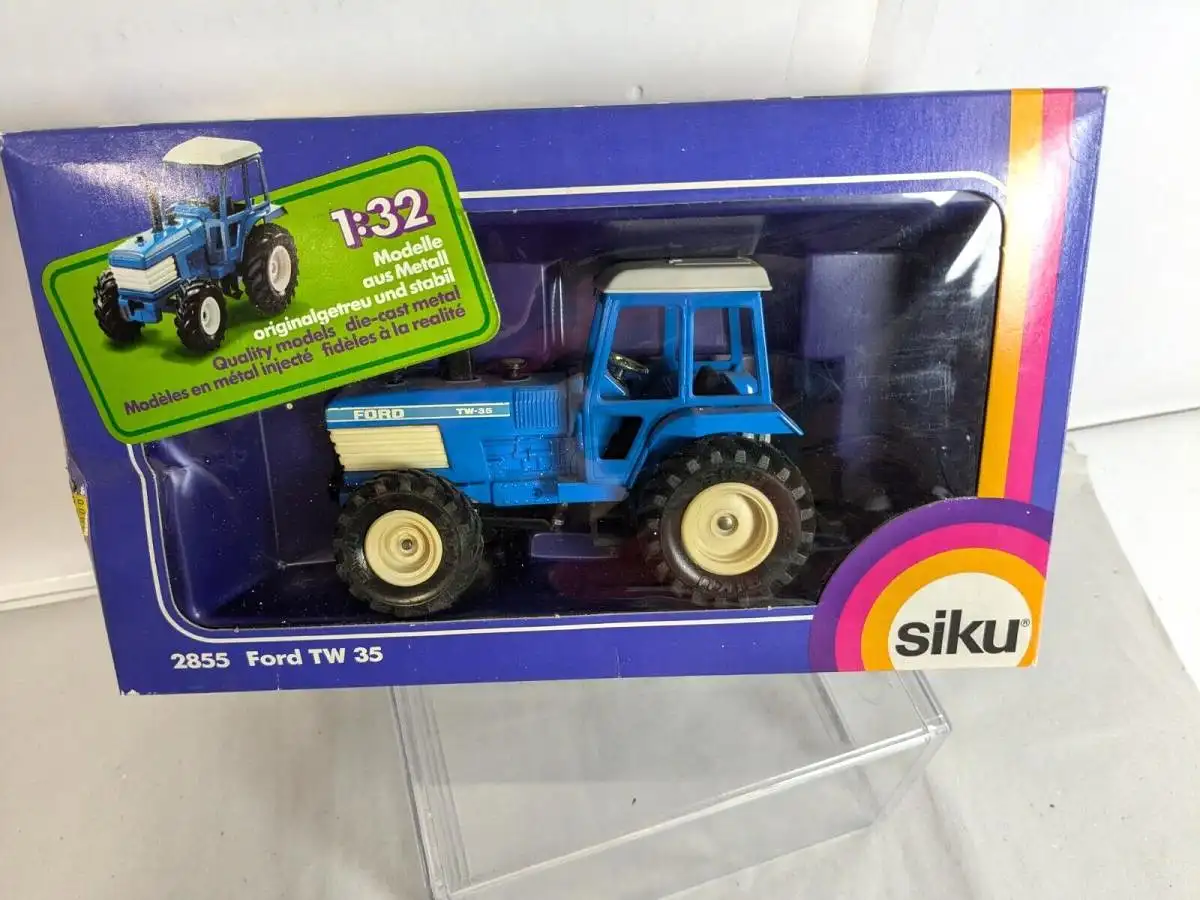 1:32
Modelle
aus Metall
originalgetreu und stabil
Quality models die-cast metal
Modèles en métal injecté fidèles à la realité
FORD TW-35
2855 Ford TW 35
siku®